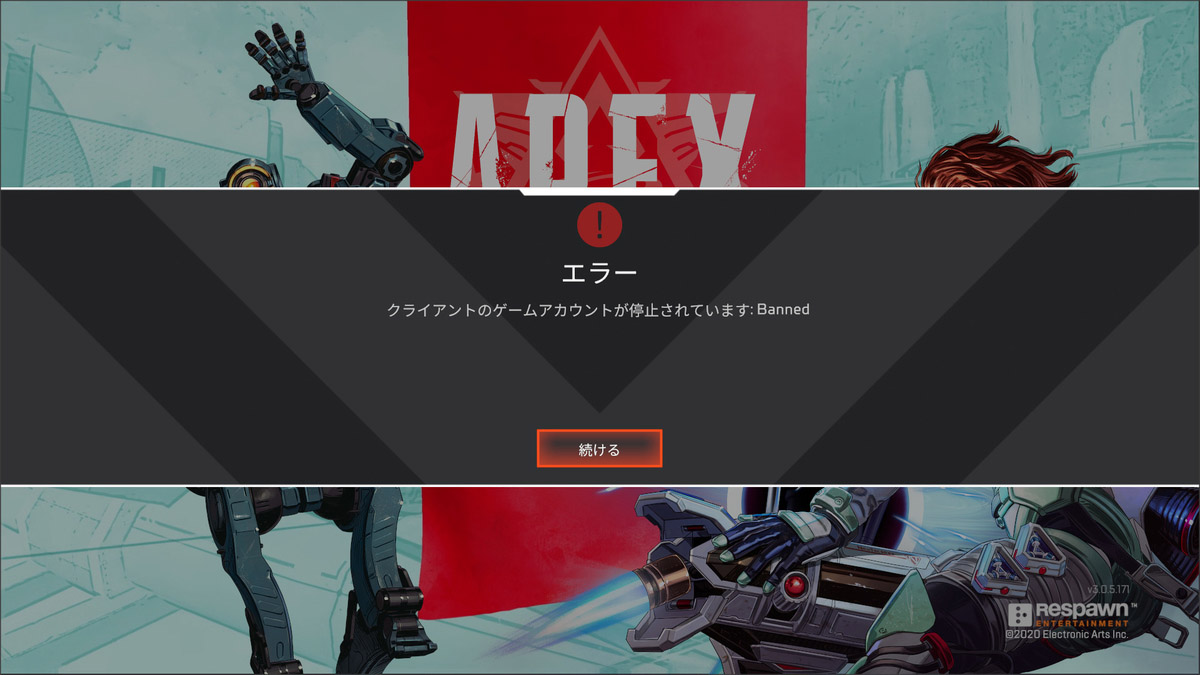 APEX
エラー
クライアントのゲームアカウントが停止されています: Banned
続ける
v3.0.5.171
RESPAWN™
ENTERTAINMENT
©2020 Electronic Arts Inc.